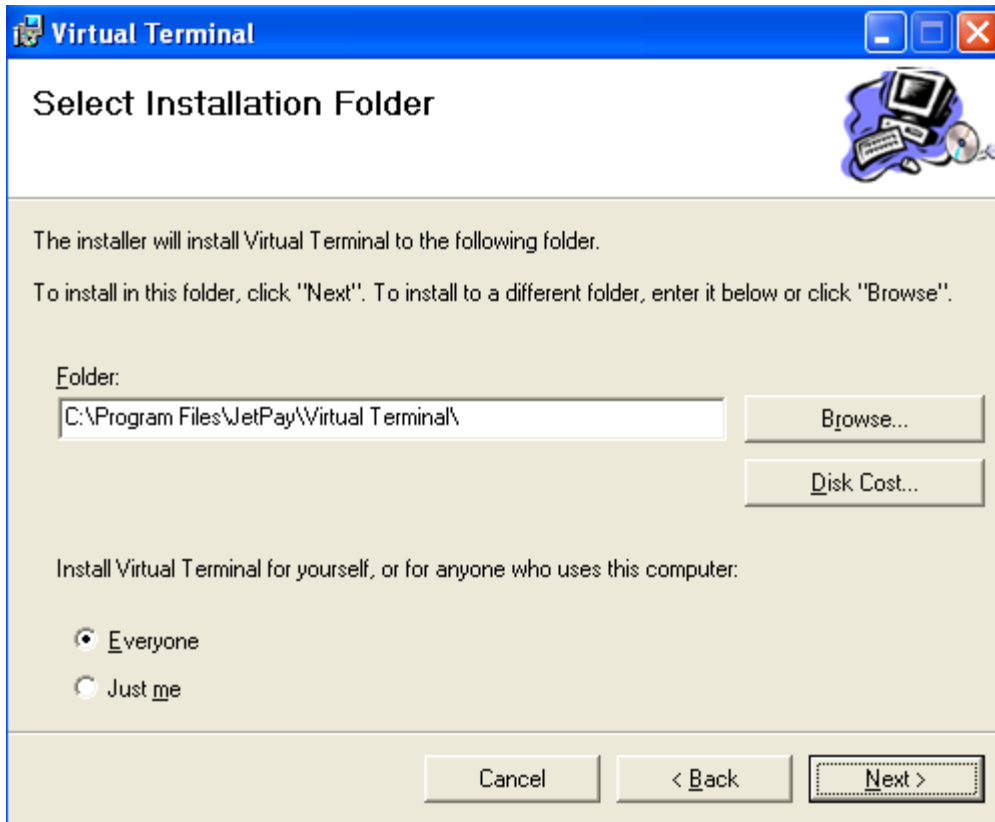 Virtual Terminal
Select Installation Folder
The installer will install Virtual Terminal to the following folder.
To install in this folder, click "Next". To install to a different folder, enter it below or click "Browse".
Folder:
C:\Program Files\JetPay\Virtual Terminal\
Browse...
Disk Cost...
Install Virtual Terminal for yourself, or for anyone who uses this computer:
Everyone
Just me
Cancel
< Back
Next >